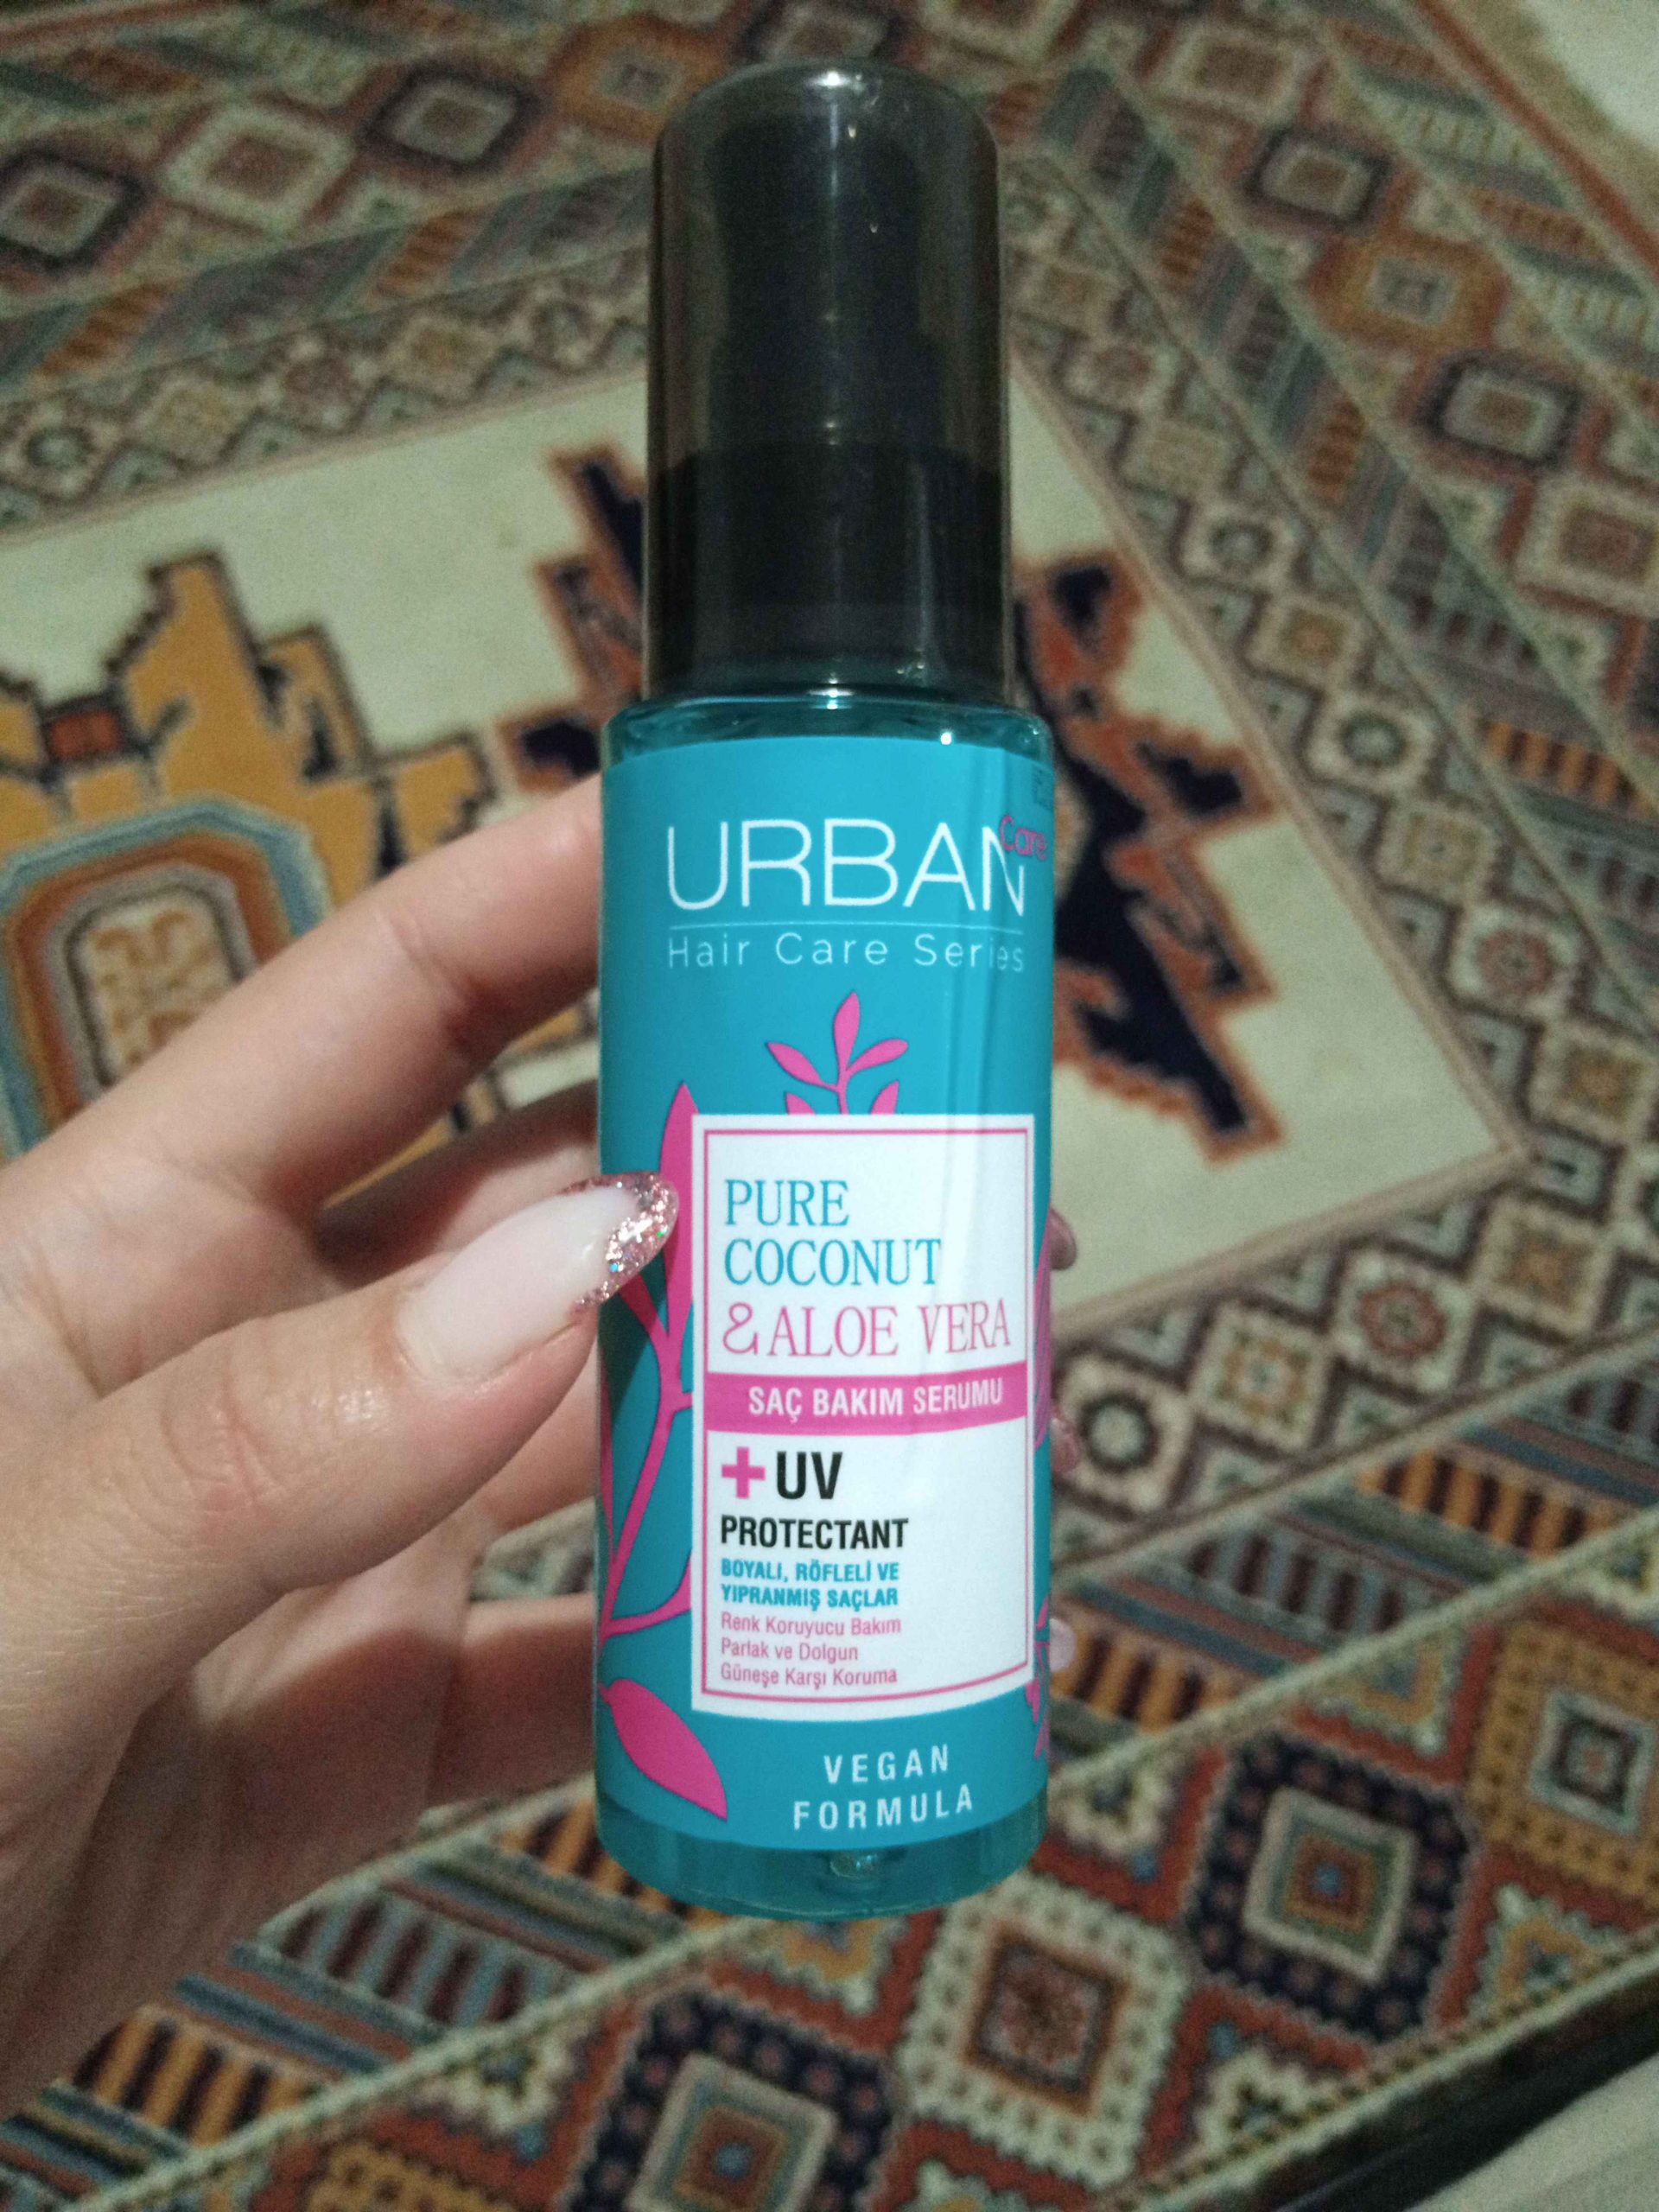 URBAN Care
Hair Care Series
PURE
COCONUT
& ALOE VERA
SAÇ BAKIM SERUMU
+ UV
PROTECTANT
BOYALI, RÖFLELİ VE
YIPRANMIŞ SAÇLAR
Renk Koruyucu Bakım
Parlak ve Dolgun
Güneşe Karşı Koruma
VEGAN
FORMULA